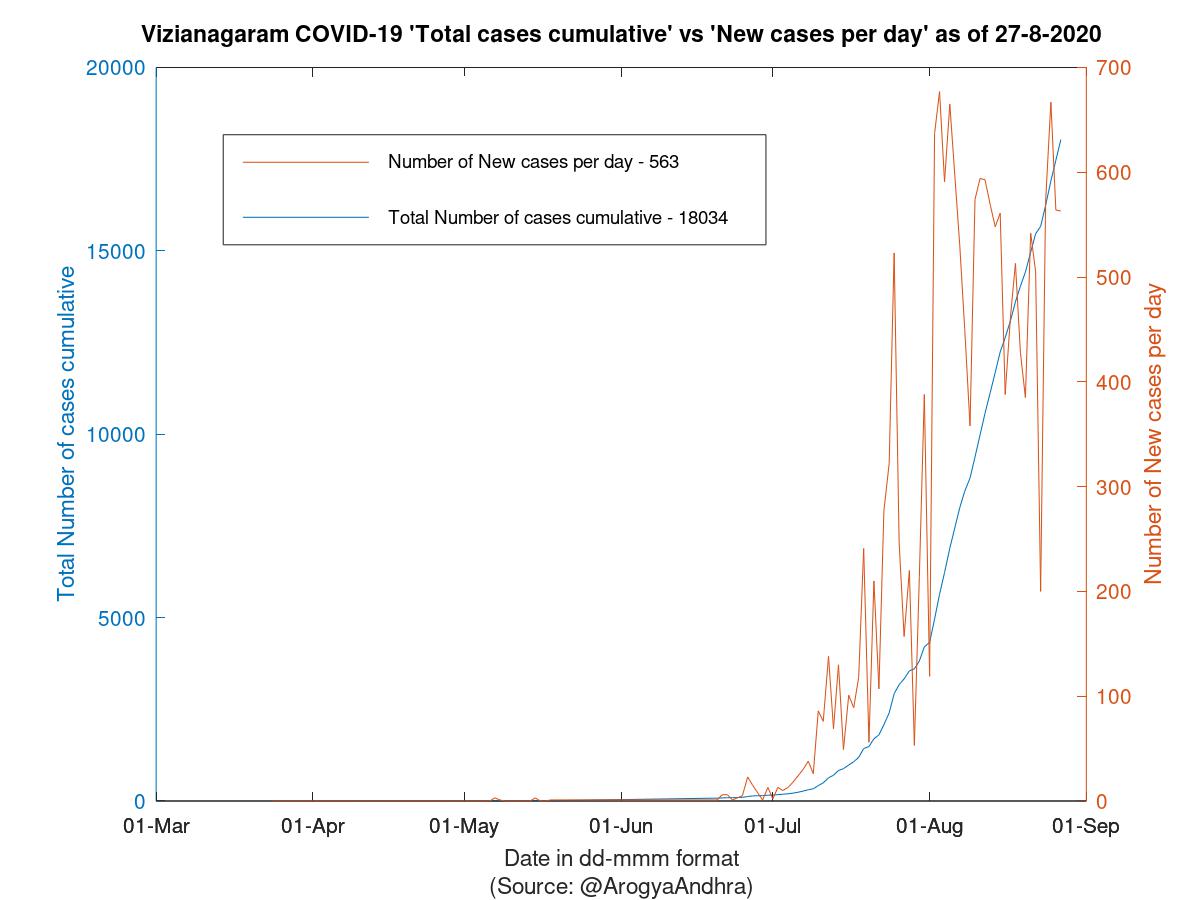 Vizianagaram COVID-19 'Total cases cumulative' vs 'New cases per day' as of 27-8-2020
20000
15000
10000
5000
0
Total Number of cases cumulative
Number of New cases per day - 563
Total Number of cases cumulative - 18034
700
600
500
400
300
200
100
0
Number of New cases per day
01-Mar 01-Apr 01-May 01-Jun 01-Jul 01-Aug 01-Sep
Date in dd-mmm format
(Source: @ArogyaAndhra)